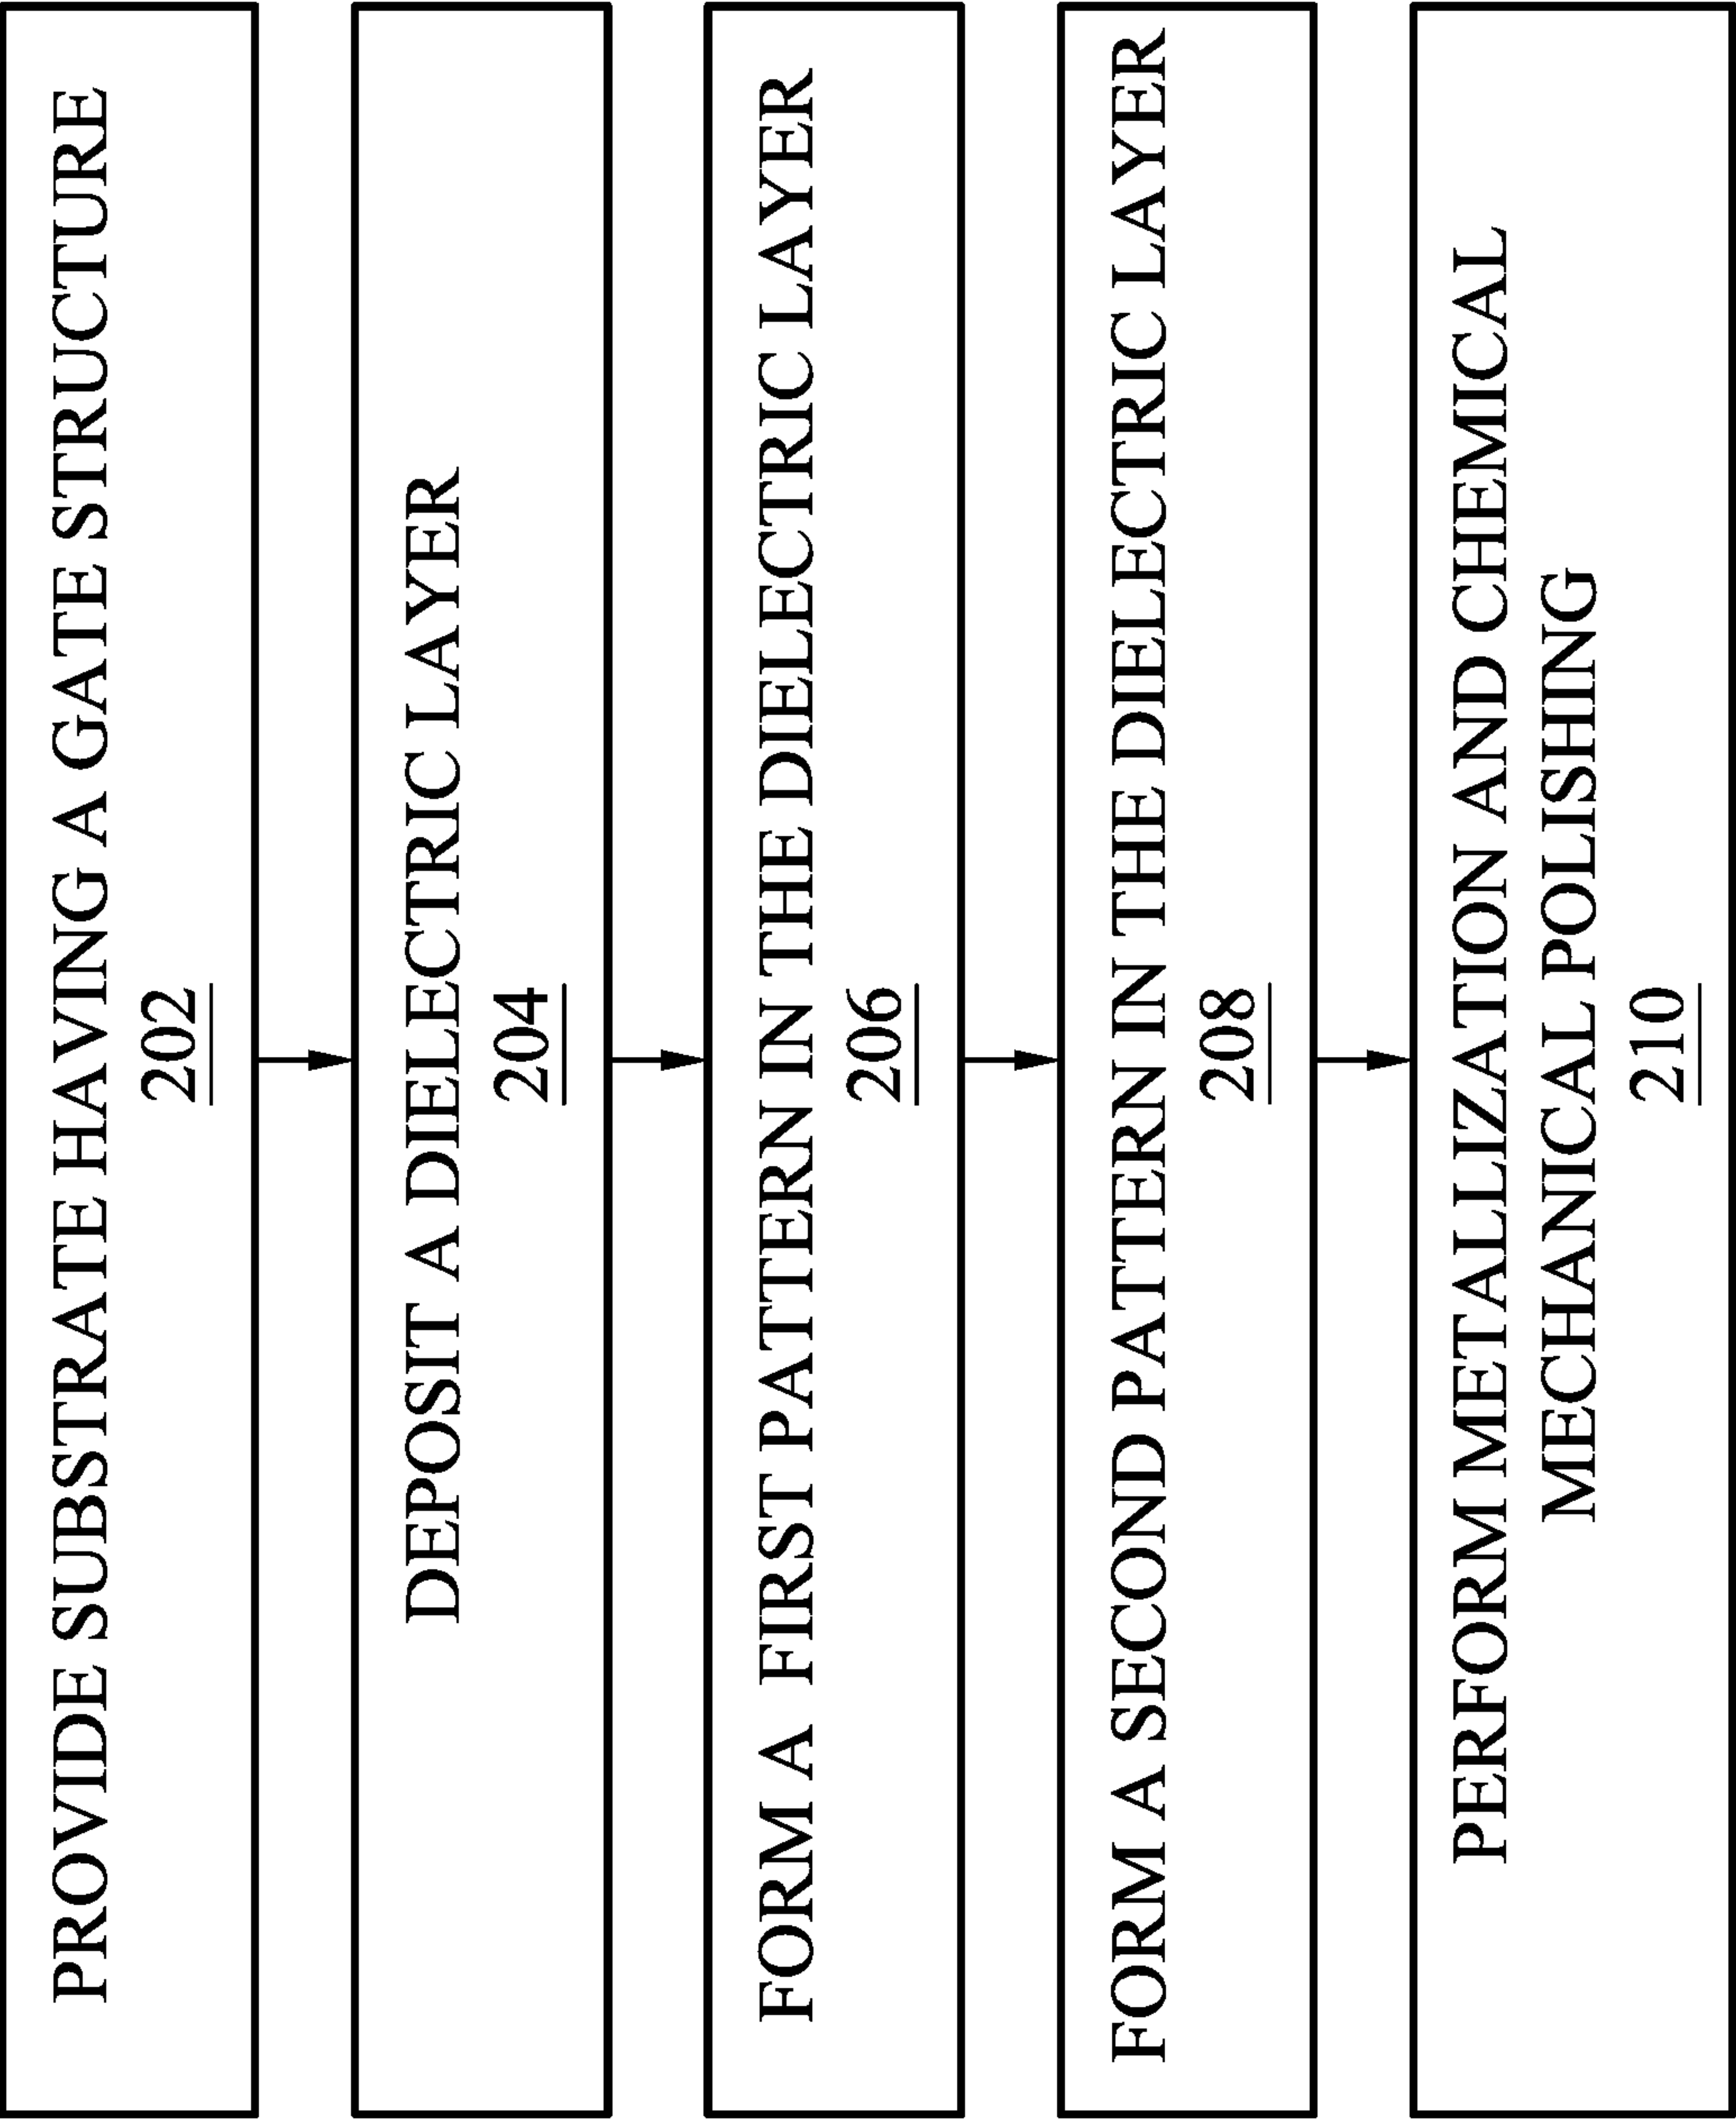 PROVIDE SUBSTRATE HAVING A GATE STRUCTURE
202
DEPOSIT A DIELECTRIC LAYER
204
FORM A FIRST PATTERN IN THE DIELECTRIC LAYER
206
FORM A SECOND PATTERN IN THE DIELECTRIC LAYER
208
PERFORM METALLIZATION AND CHEMICAL
MECHANICAL POLISHING
210